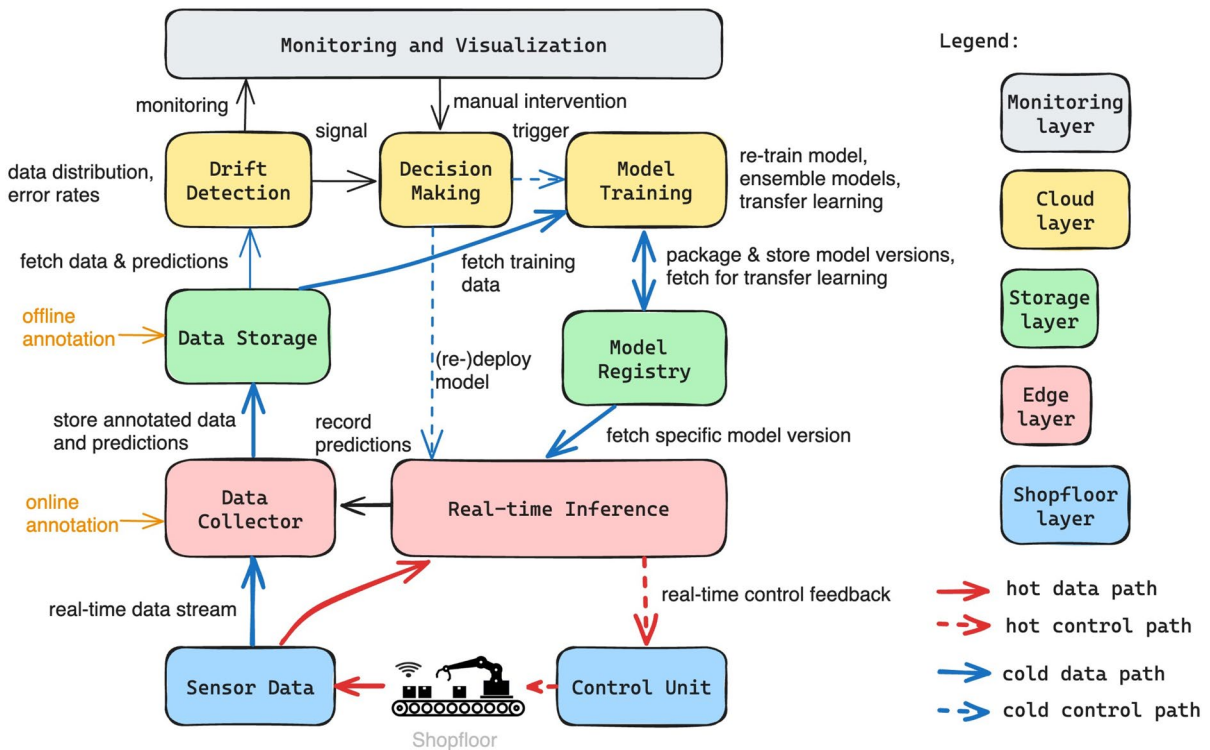 Monitoring and Visualization
Legend:
monitoring
manual intervention
Monitoring
layer
signal
trigger
data distribution,
error rates
Drift
Detection
Decision
Making
Model
Training
re-train model,
ensemble models,
transfer learning
Cloud
layer
fetch data & predictions
fetch training
data
package & store model versions,
fetch for transfer learning
offline
annotation
Data Storage
Storage
layer
(re-)deploy
model
Model
Registry
Edge
layer
store annotated data
and predictions
record
predictions
fetch specific model version
online
annotation
Data
Collector
Real-time Inference
Shopfloor
layer
real-time data stream
real-time control feedback
hot data path
hot control path
Sensor Data
Control Unit
cold data path
cold control path
Shopfloor